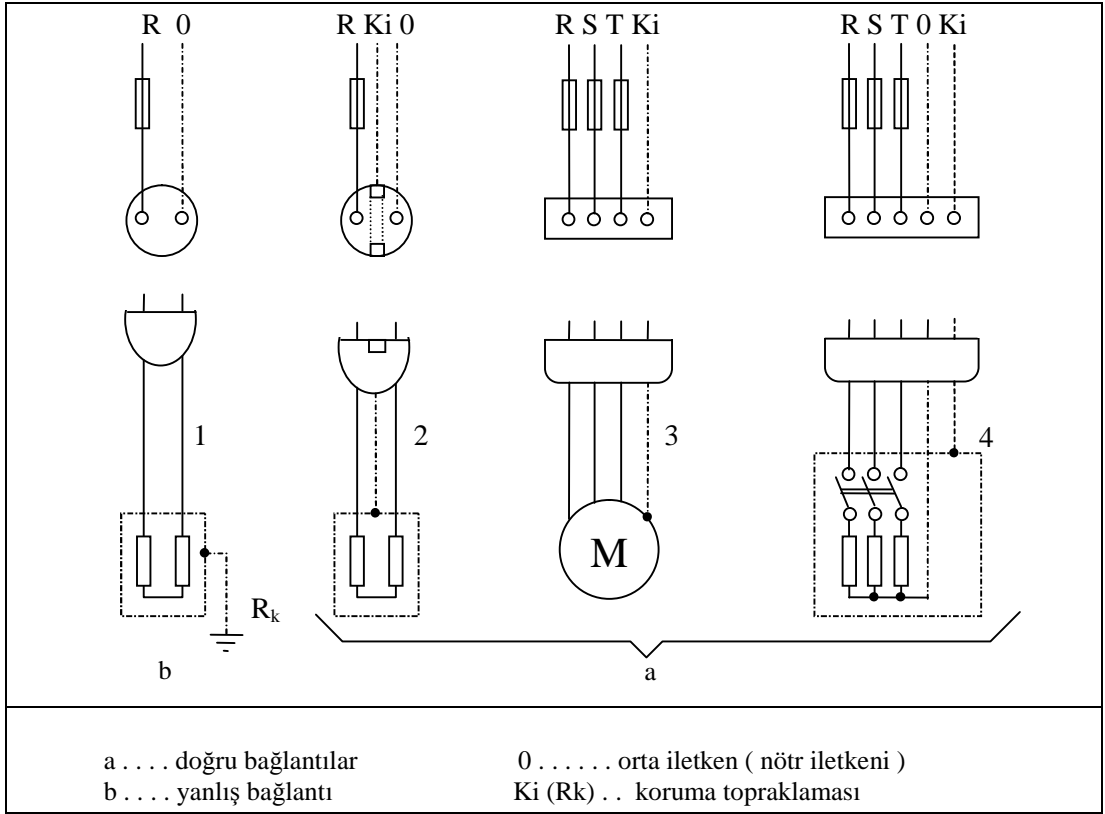 R 0
R Ki 0
R S T Ki
R S T 0 Ki
1
2
3
4
M
Rk
b
a
a . . . . doğru bağlantılar
0 . . . . . . orta iletken ( nötr iletkeni )
b . . . . yanlış bağlantı
Ki (Rk) . . koruma topraklaması